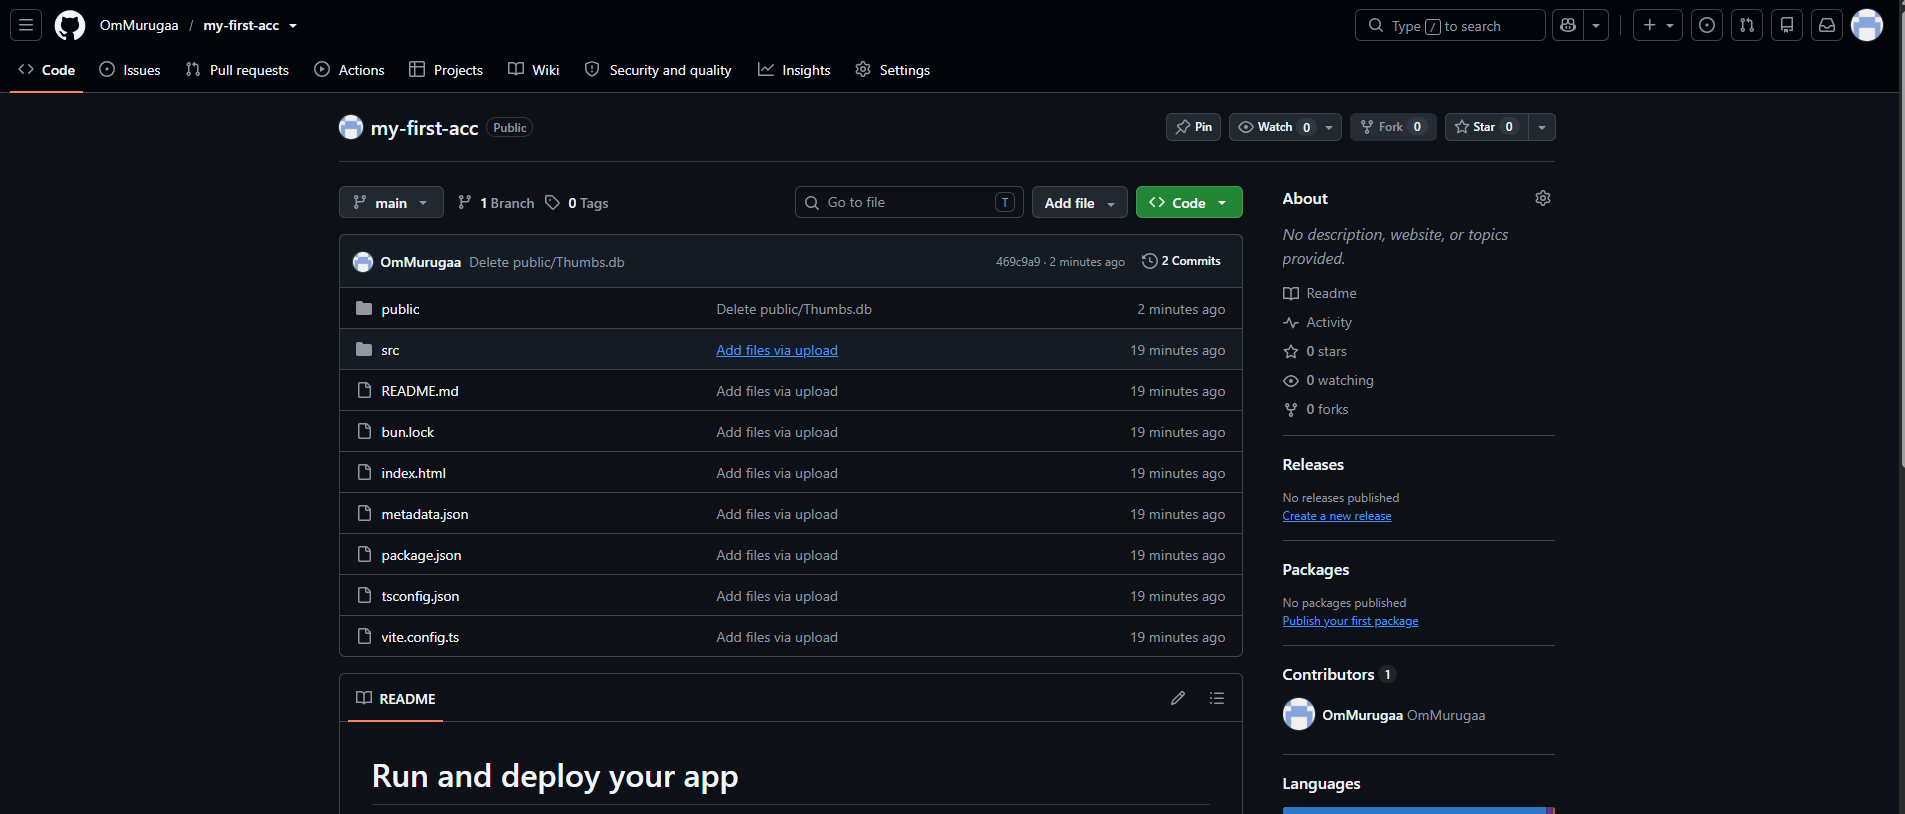 OmMurugaa / my-first-acc
Type / to search
Code Issues Pull requests Actions Projects Wiki Security and quality Insights Settings
my-first-acc Public
Pin Watch 0 Fork 0 Star 0
main 1 Branch 0 Tags
Go to file T Add file Code
OmMurugaa Delete public/Thumbs.db 469c9a9 · 2 minutes ago 2 Commits
public Delete public/Thumbs.db 2 minutes ago
src Add files via upload 19 minutes ago
README.md Add files via upload 19 minutes ago
bun.lock Add files via upload 19 minutes ago
index.html Add files via upload 19 minutes ago
metadata.json Add files via upload 19 minutes ago
package.json Add files via upload 19 minutes ago
tsconfig.json Add files via upload 19 minutes ago
vite.config.ts Add files via upload 19 minutes ago
README
Run and deploy your app
About
No description, website, or topics
provided.
Readme
Activity
0 stars
0 watching
0 forks
Releases
No releases published
Create a new release
Packages
No packages published
Publish your first package
Contributors 1
OmMurugaa OmMurugaa
Languages